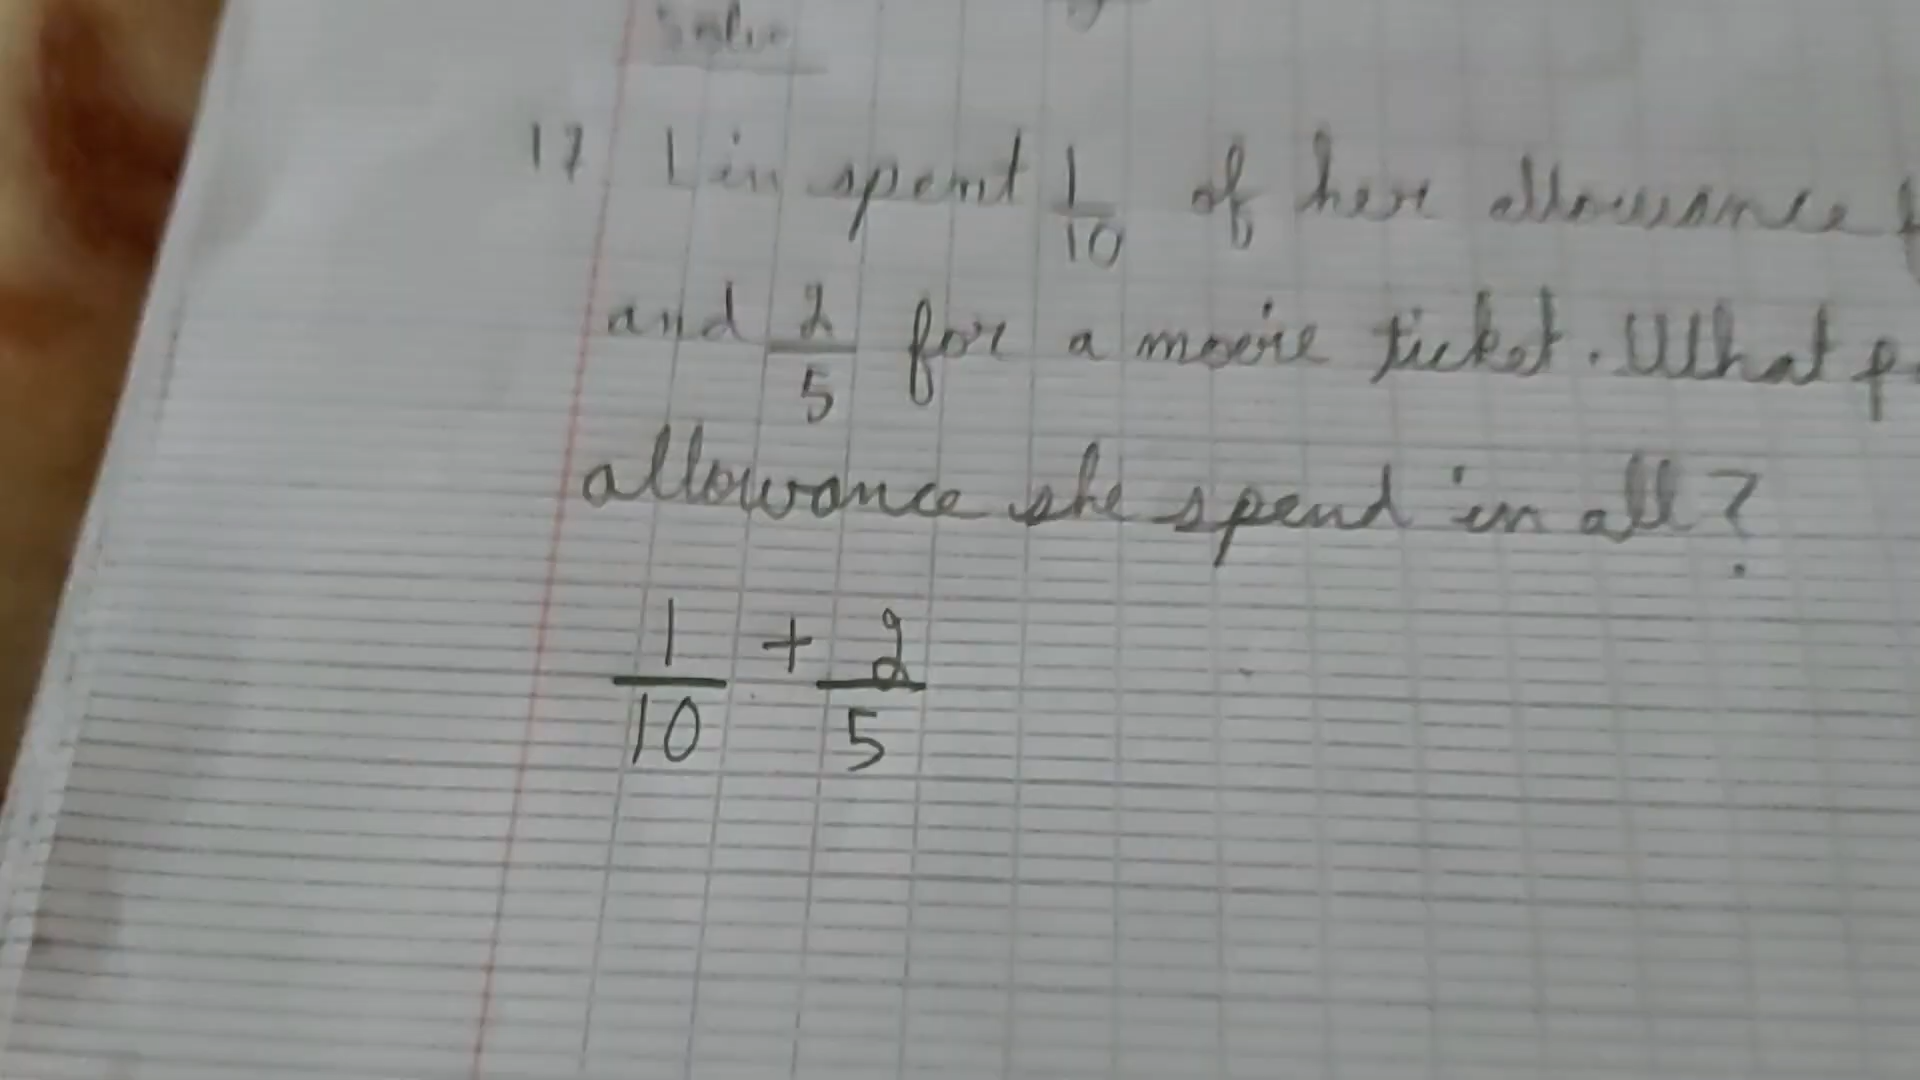 Solve
17 Lin spent 1/10 of her allowance
and 2/5 for a movie ticket. What
allowance she spend in all?
1/10 + 2/5